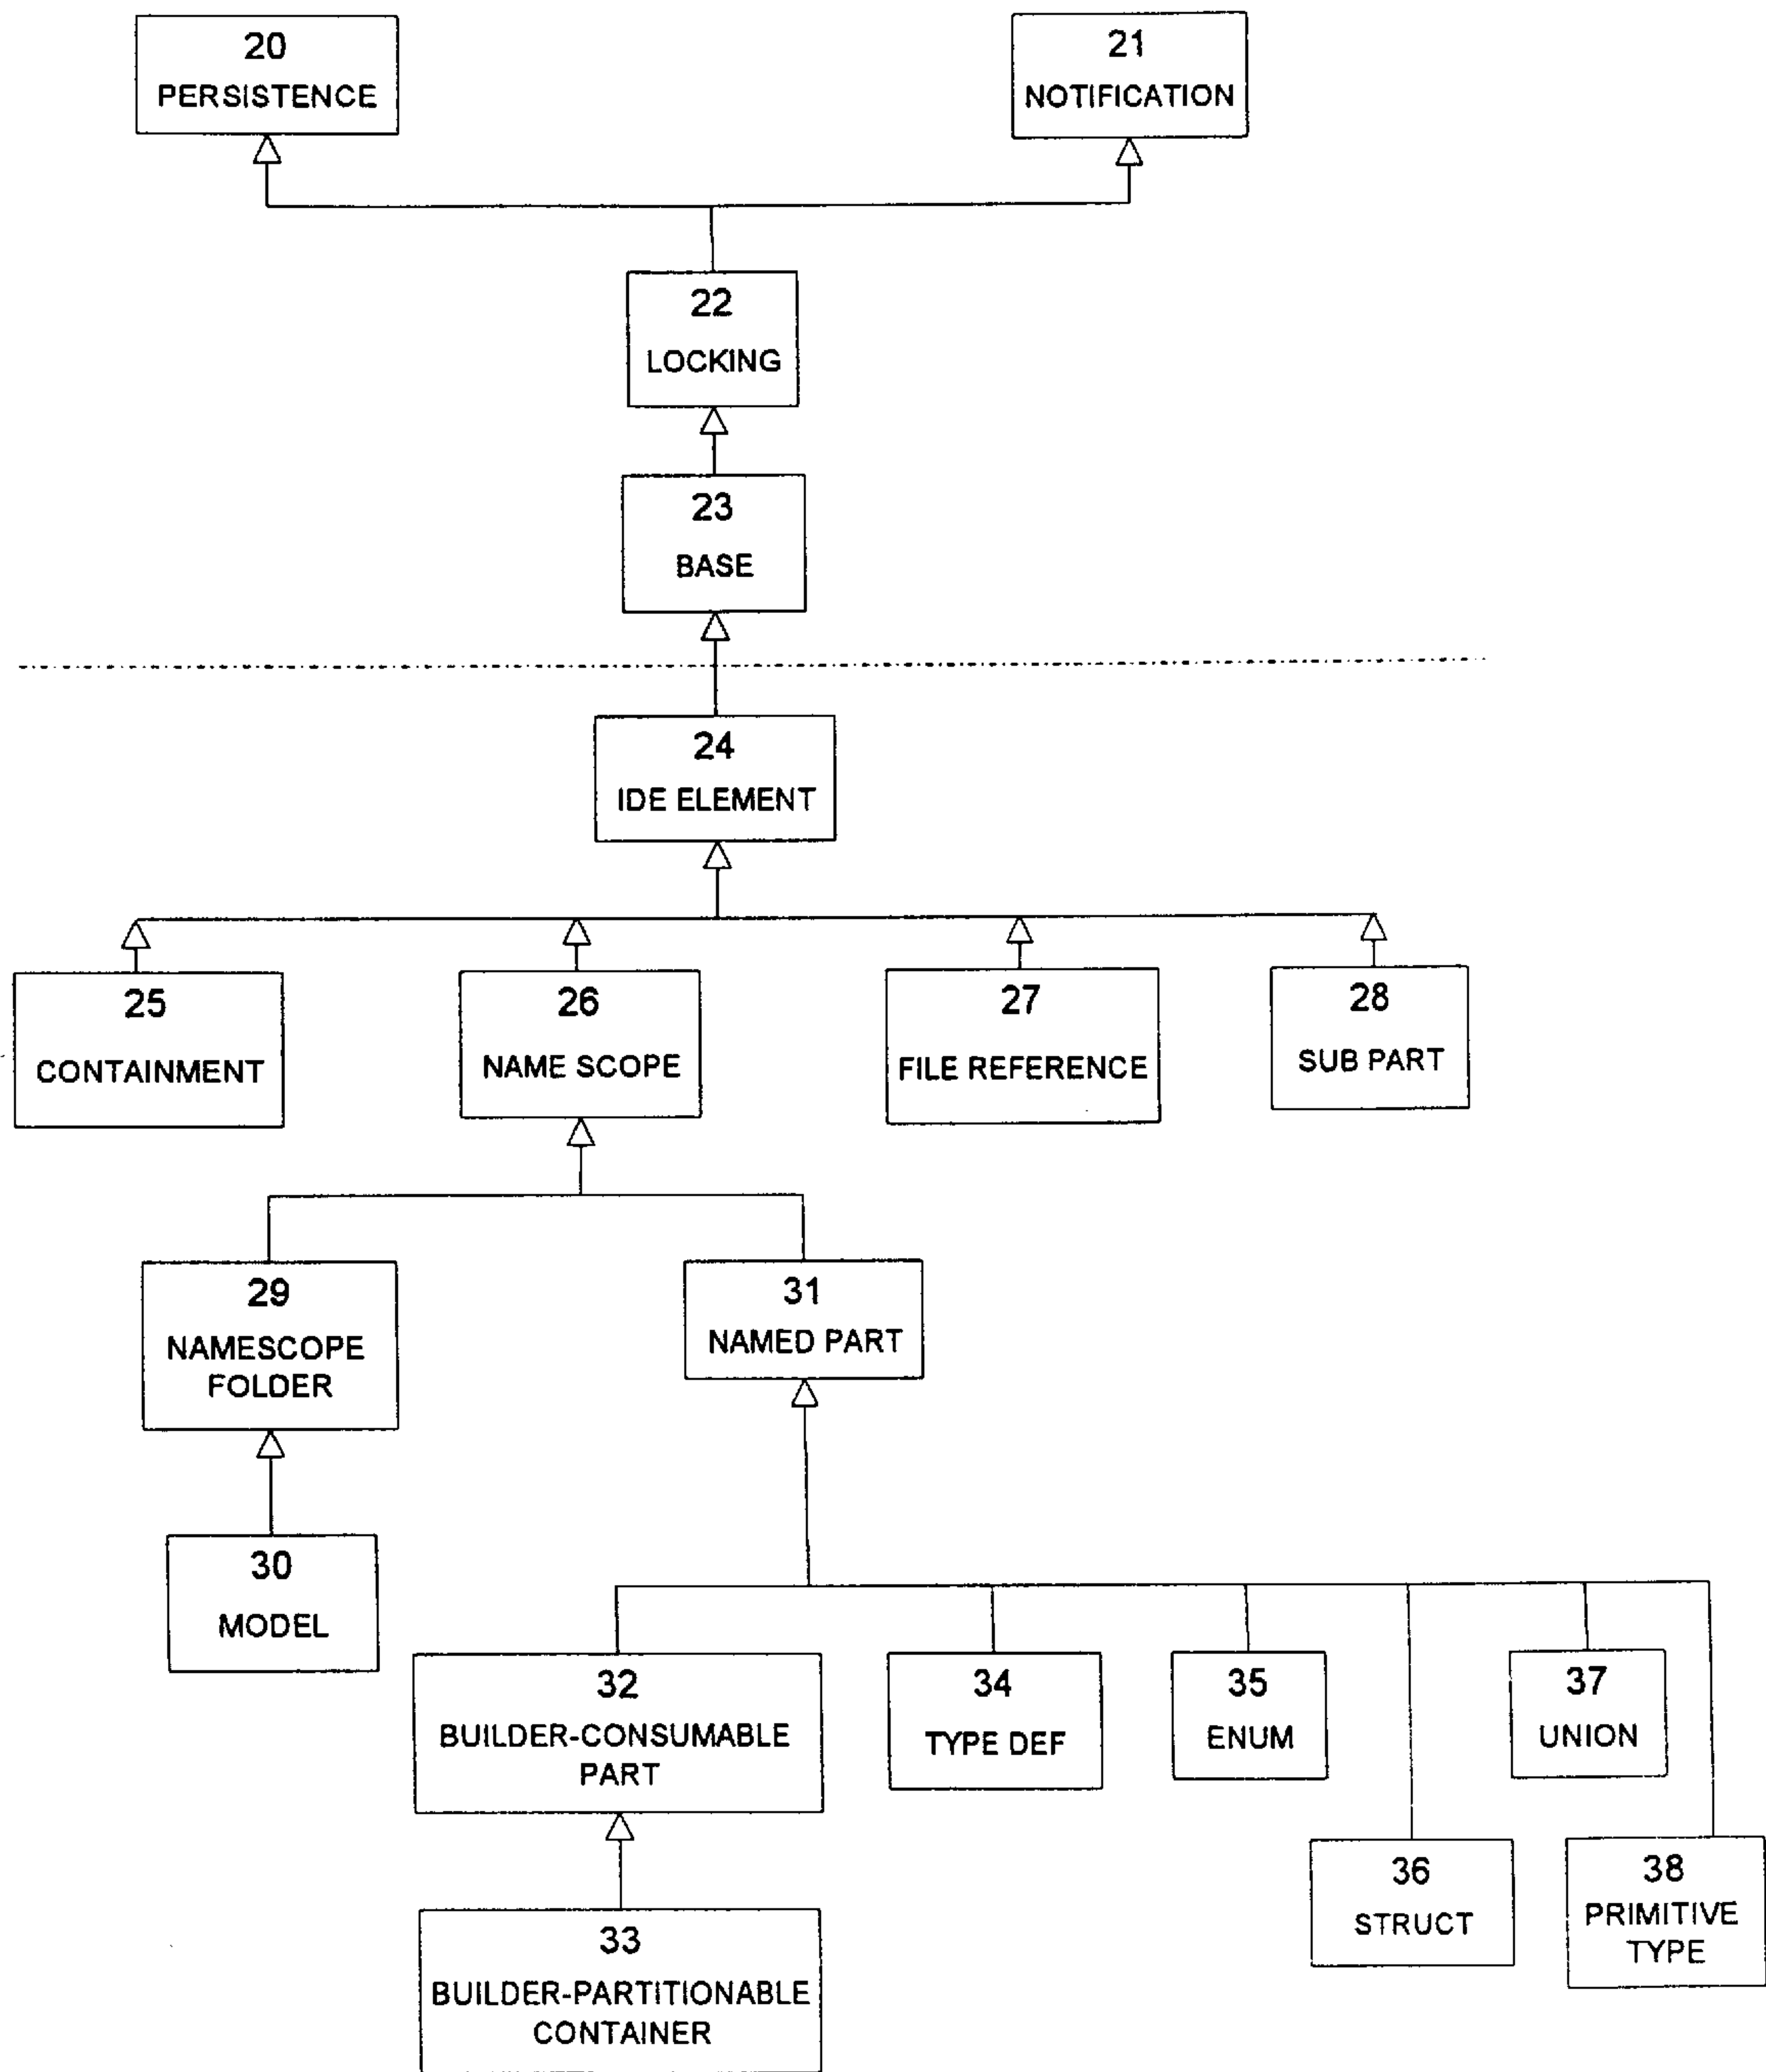 20
PERSISTENCE
21
NOTIFICATION
22
LOCKING
23
BASE
24
IDE ELEMENT
25
CONTAINMENT
26
NAME SCOPE
27
FILE REFERENCE
28
SUB PART
29
NAMESCOPE
FOLDER
31
NAMED PART
30
MODEL
32
BUILDER-CONSUMABLE
PART
34
TYPE DEF
35
ENUM
37
UNION
36
STRUCT
38
PRIMITIVE
TYPE
33
BUILDER-PARTITIONABLE
CONTAINER